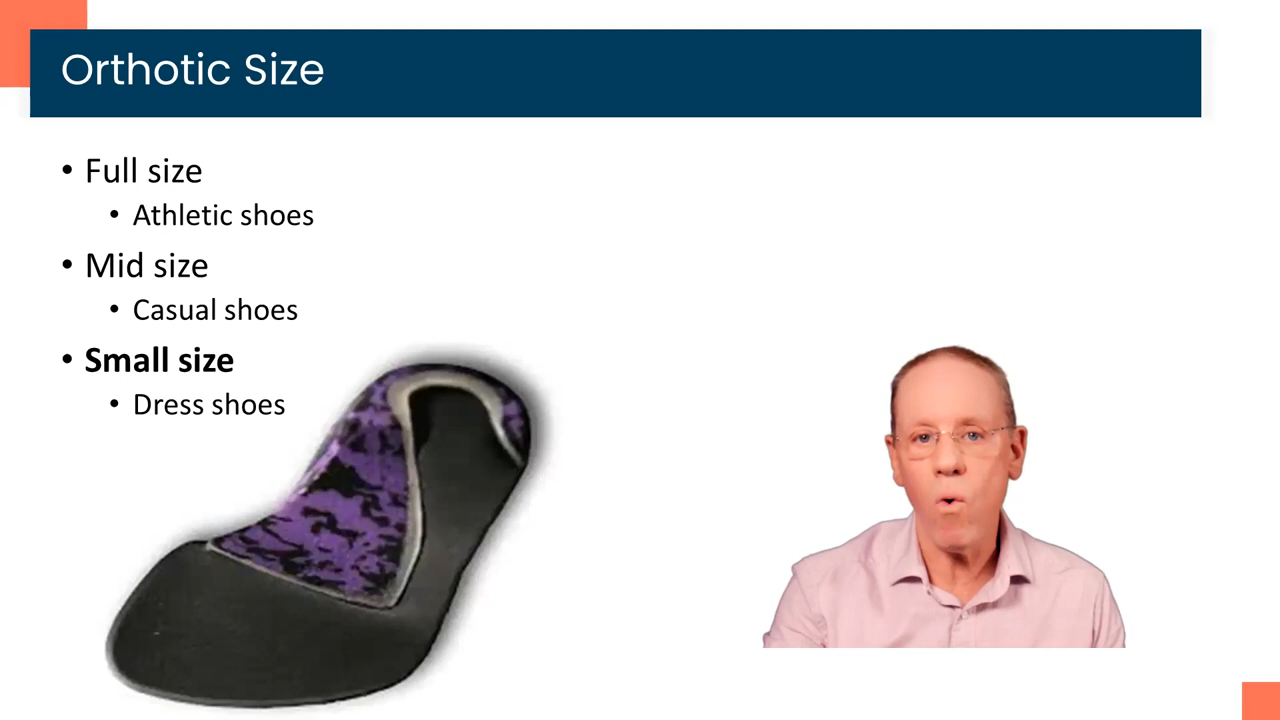 Orthotic Size
• Full size
• Athletic shoes
• Mid size
• Casual shoes
• Small size
• Dress shoes